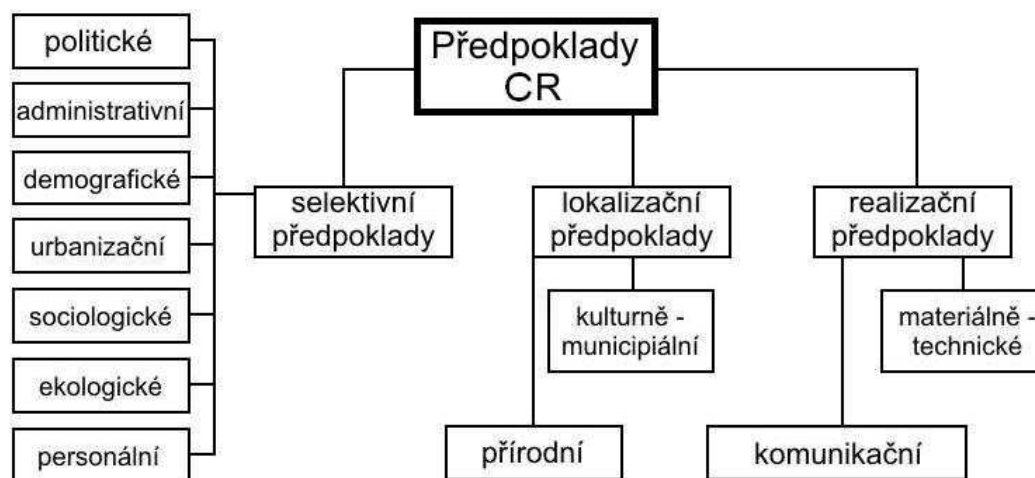 Předpoklady
CR
politické
administrativní
demografické
urbanizační
sociologické
ekologické
personální
selektivní
předpoklady
lokalizační
předpoklady
realizační
předpoklady
kulturně -
municipiální
materiálně -
technické
přírodní
komunikační